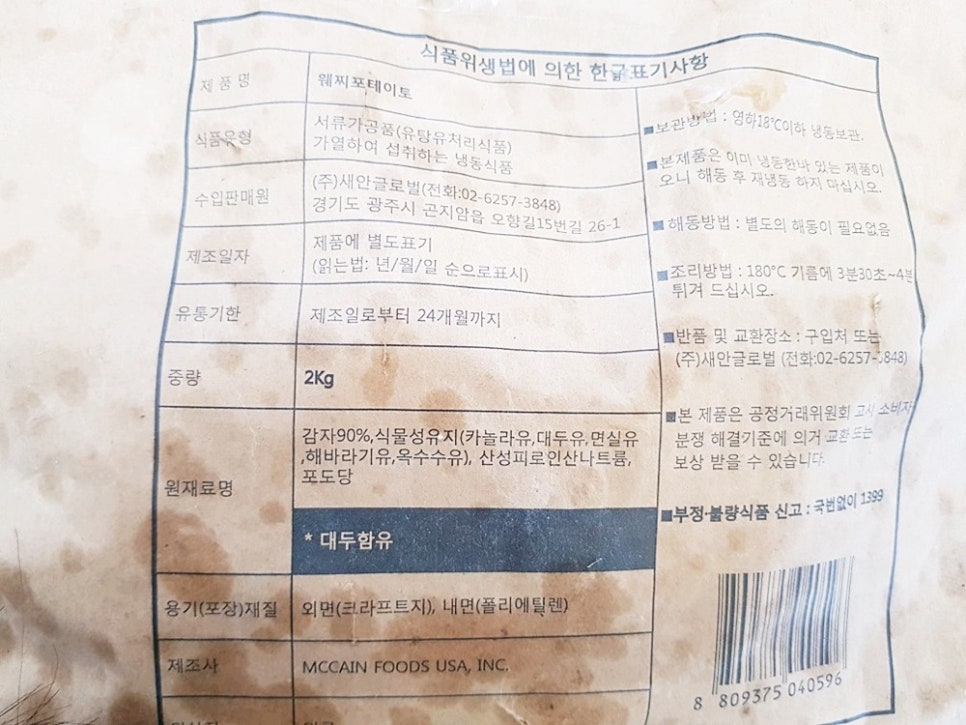 식품위생법에 의한 한글표기사항
제품명
웨찌포테이토
식품유형
서류가공품(유탕유처리식품)
가열하여 섭취하는 냉동식품
수입판매원
(주)새안글로벌(전화:02-6257-3848)
경기도 광주시 곤지암읍 오향길15번길 26-1
제조일자
제품에 별도표기
(읽는법: 년/월/일 순으로표시)
유통기한
제조일로부터 24개월까지
중량
2Kg
원재료명
감자90%,식물성유지(카놀라유,대두유,면실유
,해바라기유,옥수수유), 산성피로인산나트륨,
포도당
* 대두함유
용기(포장)재질
외면(크라프트지), 내면(폴리에틸렌)
제조사
MCCAIN FOODS USA, INC.
■보관방법 : 영하18°C이하 냉동보관.
■본제품은 이미 냉동한바 있는 제품이
오니 해동 후 재냉동 하지 마십시오.
■해동방법 : 별도의 해동이 필요없음
■조리방법 : 180°C 기름에 3분30초~4분
튀겨 드십시오.
■반품 및 교환장소 : 구입처 또는
(주)새안글로벌 (전화:02-6257-3848)
■본 제품은 공정거래위원회 고시 소비자
분쟁 해결기준에 의거 교환 또는
보상 받을 수 있습니다.
■부정·불량식품 신고 : 국번없이 1399
8 809375 040596